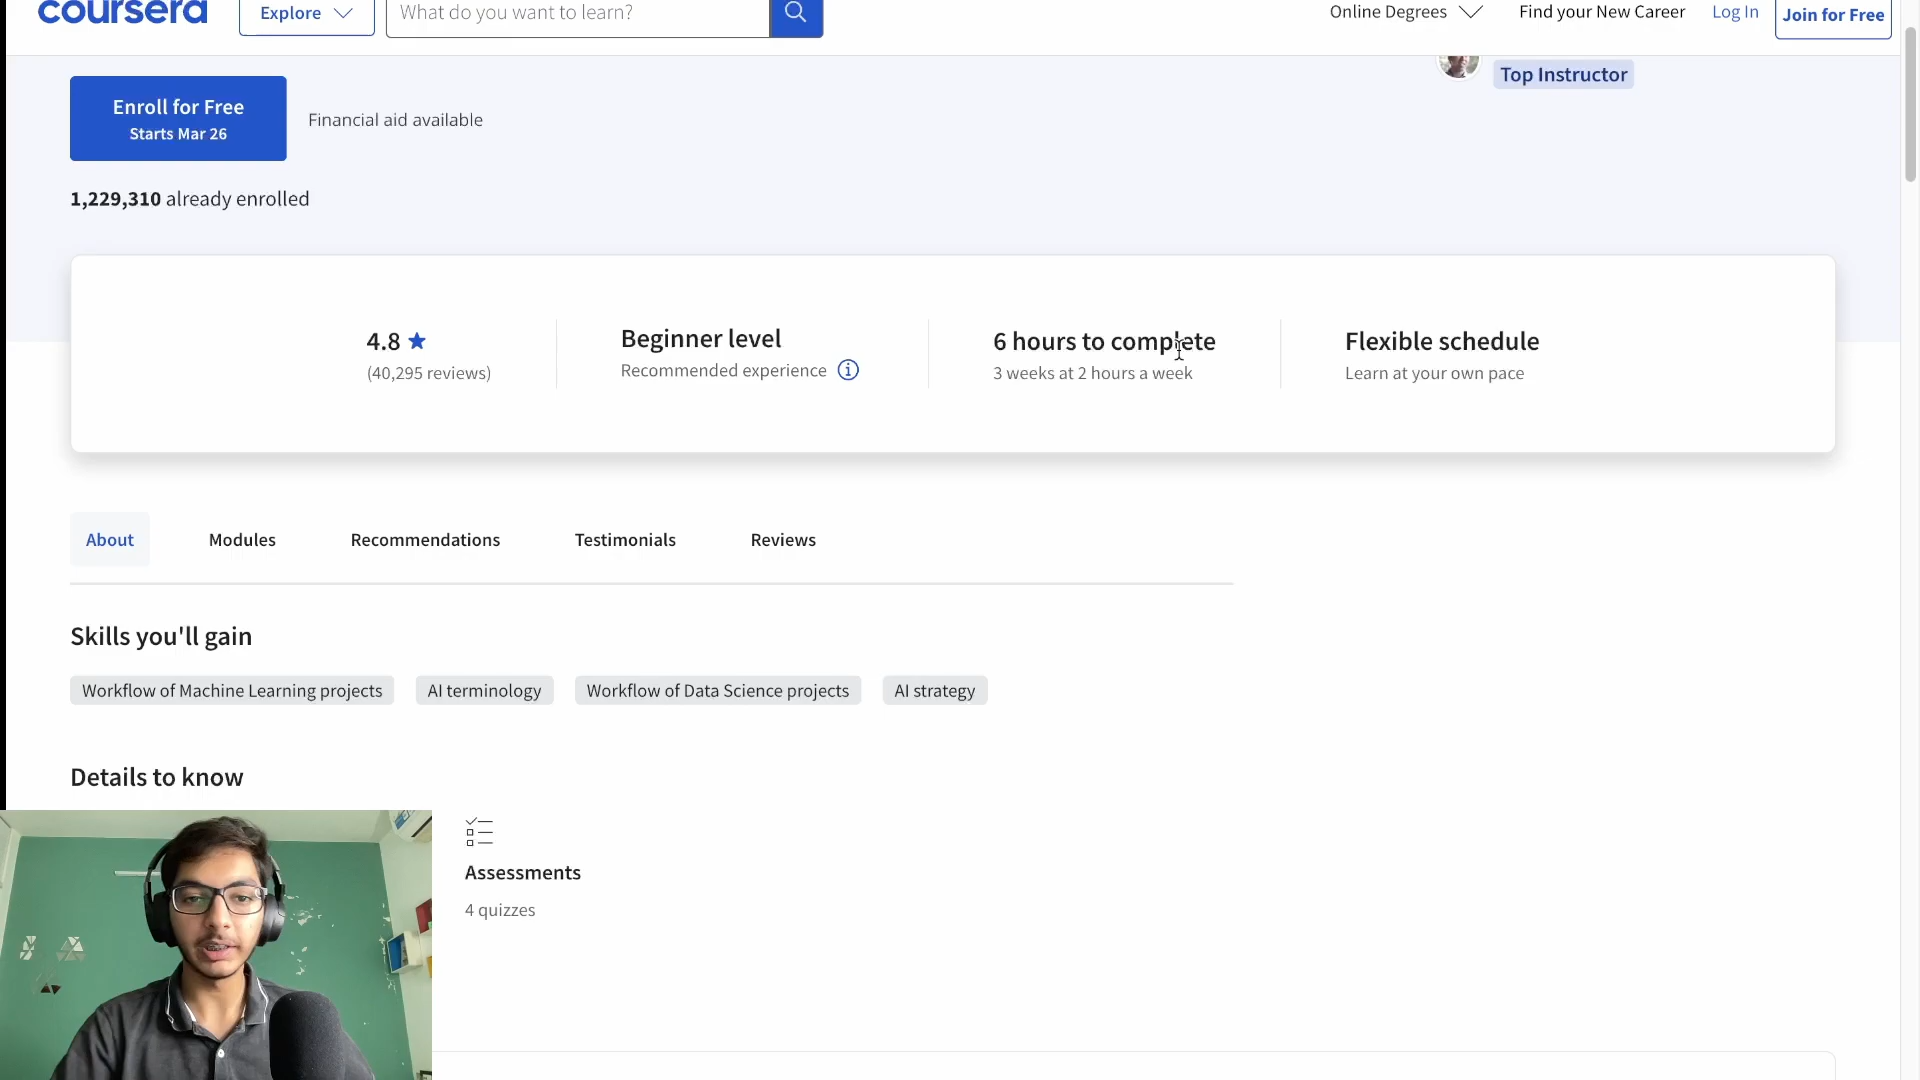 coursera
Explore
What do you want to learn?
Online Degrees
Find your New Career
Log In
Join for Free
Top Instructor
Enroll for Free
Starts Mar 26
Financial aid available
1,229,310 already enrolled
4.8
(40,295 reviews)
Beginner level
Recommended experience
6 hours to complete
3 weeks at 2 hours a week
Flexible schedule
Learn at your own pace
About
Modules
Recommendations
Testimonials
Reviews
Skills you'll gain
Workflow of Machine Learning projects
AI terminology
Workflow of Data Science projects
AI strategy
Details to know
Assessments
4 quizzes